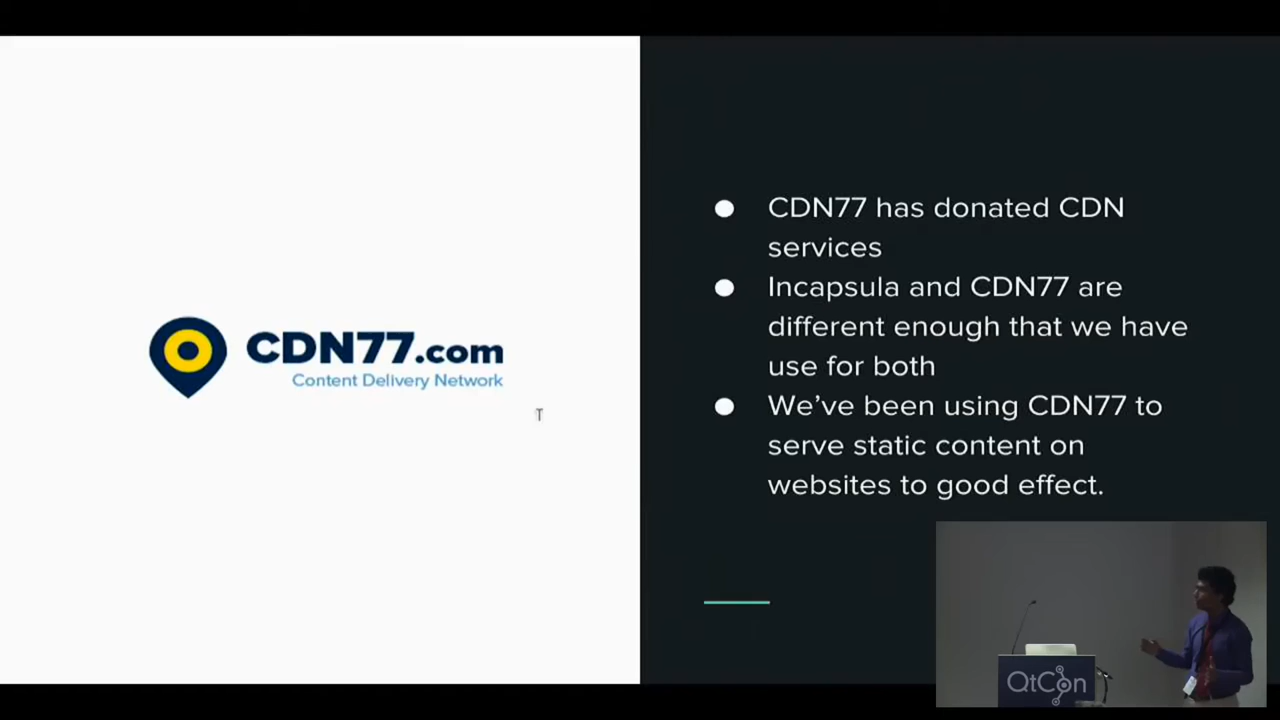 CDN77.com
Content Delivery Network
● CDN77 has donated CDN
services
● Incapsula and CDN77 are
different enough that we have
use for both
● We’ve been using CDN77 to
serve static content on
websites to good effect.
QtCon